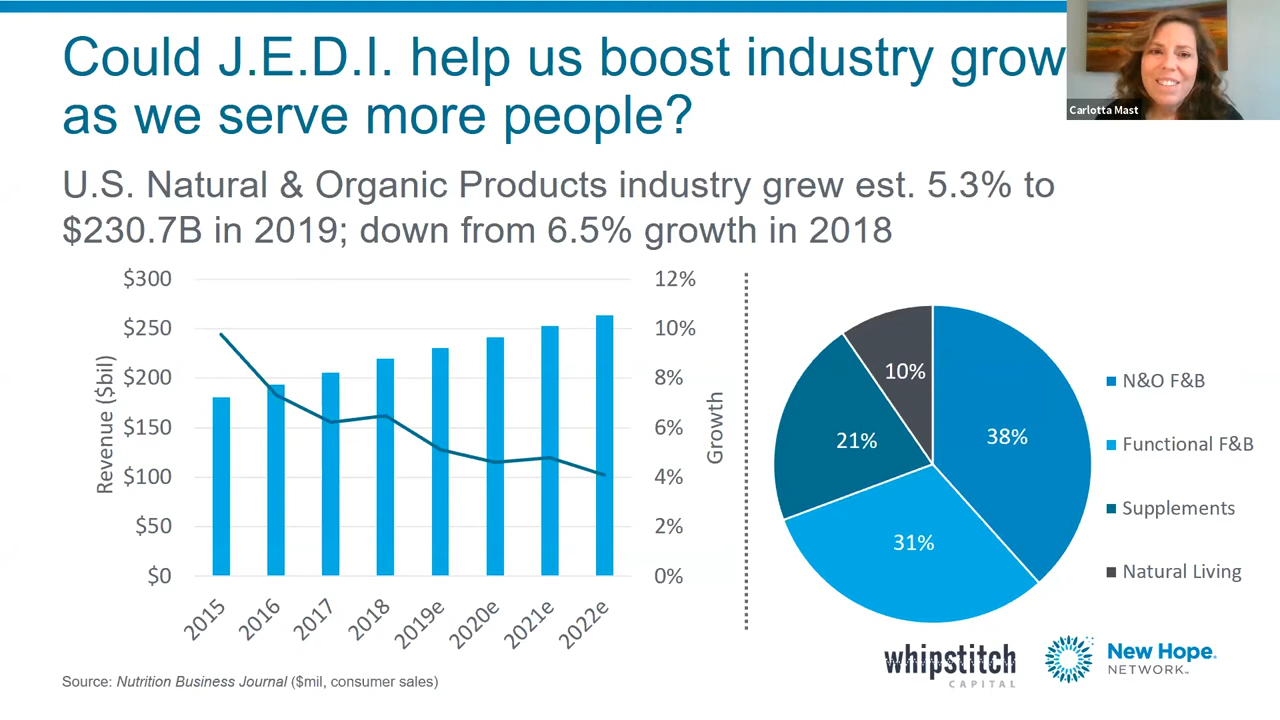 Could J.E.D.I. help us boost industry grow
as we serve more people?
Carlotta Mast
U.S. Natural & Organic Products industry grew est. 5.3% to
$230.7B in 2019; down from 6.5% growth in 2018
Revenue ($bil)
$300
$250
$200
$150
$100
$50
$0
12%
10%
8%
6%
4%
2%
0%
Growth
2015
2016
2017
2018
2019e
2020e
2021e
2022e
10%
38%
21%
31%
N&O F&B
Functional F&B
Supplements
Natural Living
whipstitch
CAPITAL
New Hope.
NETWORK™
Source: Nutrition Business Journal ($mil, consumer sales)